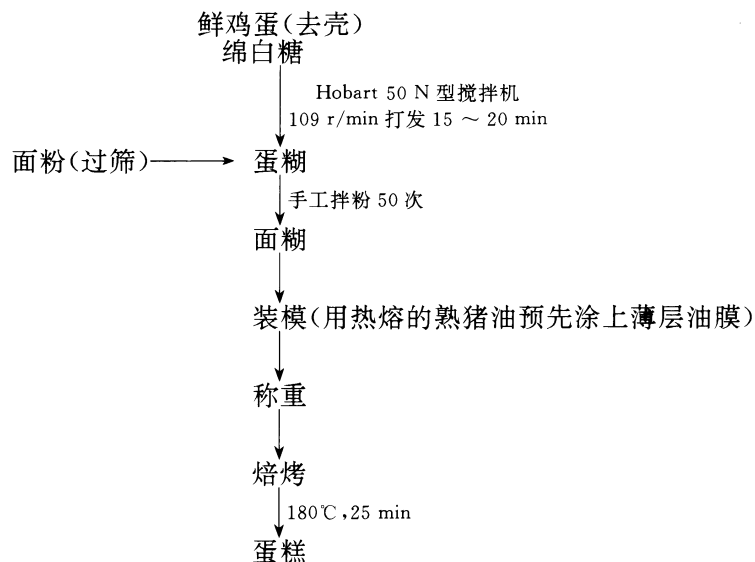 鲜鸡蛋(去壳)
绵白糖
Hobart 50 N 型搅拌机
109 r/min 打发 15 ~ 20 min
面粉(过筛)
蛋糊
手工拌粉 50 次
面糊
装模(用热熔的熟猪油预先涂上薄层油膜)
称重
焙烤
180℃,25 min
蛋糕